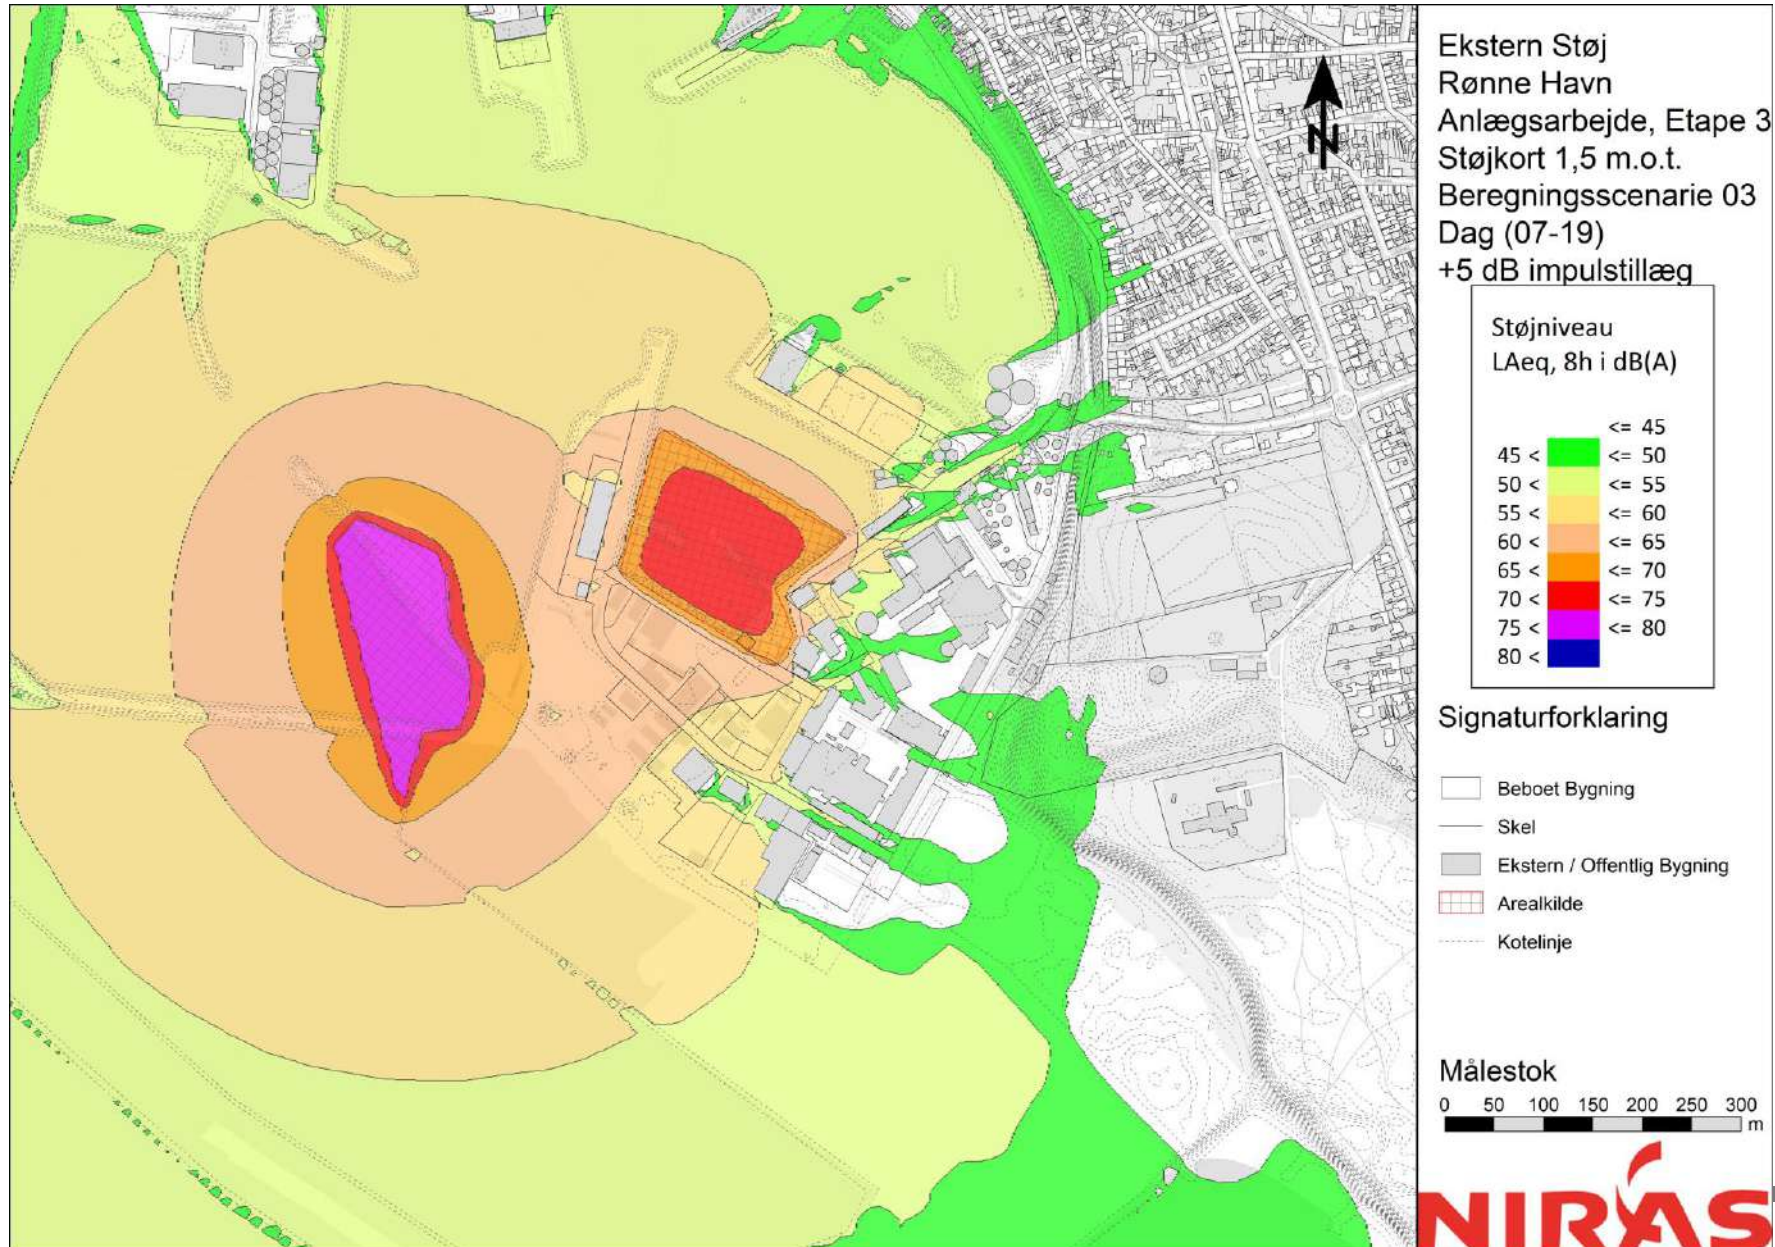 Ekstern Støj
Rønne Havn
Anlægsarbejde, Etape 3
Støjkort 1,5 m.o.t.
Beregningsscenarie 03
Dag (07-19)
+5 dB impulstillæg
N
Støjniveau
LAeq, 8h i dB(A)
<= 45
45 < <= 50
50 < <= 55
55 < <= 60
60 < <= 65
65 < <= 70
70 < <= 75
75 < <= 80
80 <
Signaturforklaring
Beboet Bygning
Skel
Ekstern / Offentlig Bygning
Arealkilde
Kotelinje
Målestok
0 50 100 150 200 250 300
m
NIRAS